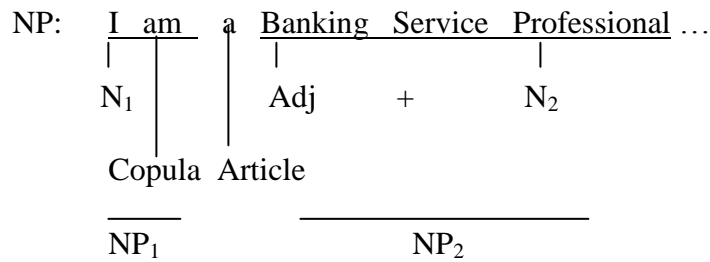 NP: I am a Banking Service Professional …
N₁ Adj + N₂
Copula Article
NP₁ NP₂